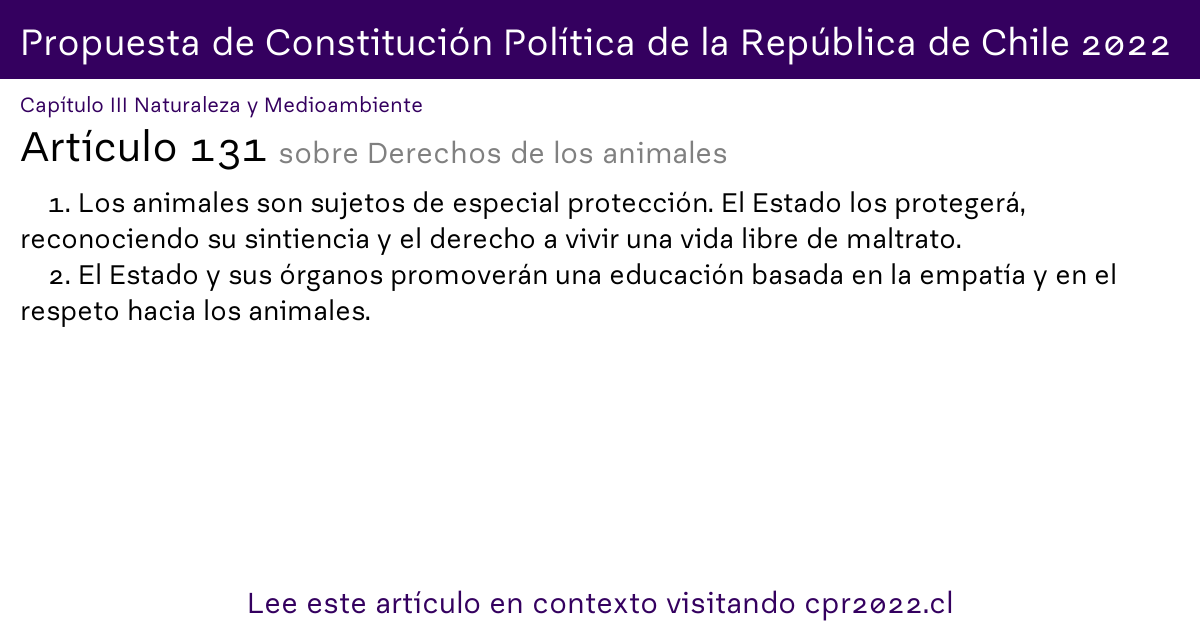 Propuesta de Constitución Política de la República de Chile 2022
Capítulo III Naturaleza y Medioambiente
Artículo 131 sobre Derechos de los animales
1. Los animales son sujetos de especial protección. El Estado los protegerá,
reconociendo su sintiencia y el derecho a vivir una vida libre de maltrato.
2. El Estado y sus órganos promoverán una educación basada en la empatía y en el
respeto hacia los animales.
Lee este artículo en contexto visitando cpr2022.cl